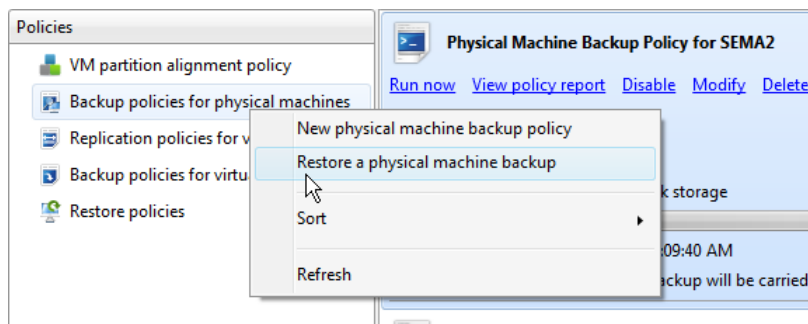 Policies
VM partition alignment policy
Backup policies for physical machines
Replication policies for v
Backup policies for virtu
Restore policies
Physical Machine Backup Policy for SEMA2
Run now View policy report Disable Modify Delete
New physical machine backup policy
Restore a physical machine backup
Sort
Refresh
k storage
:09:40 AM
ackup will be carried